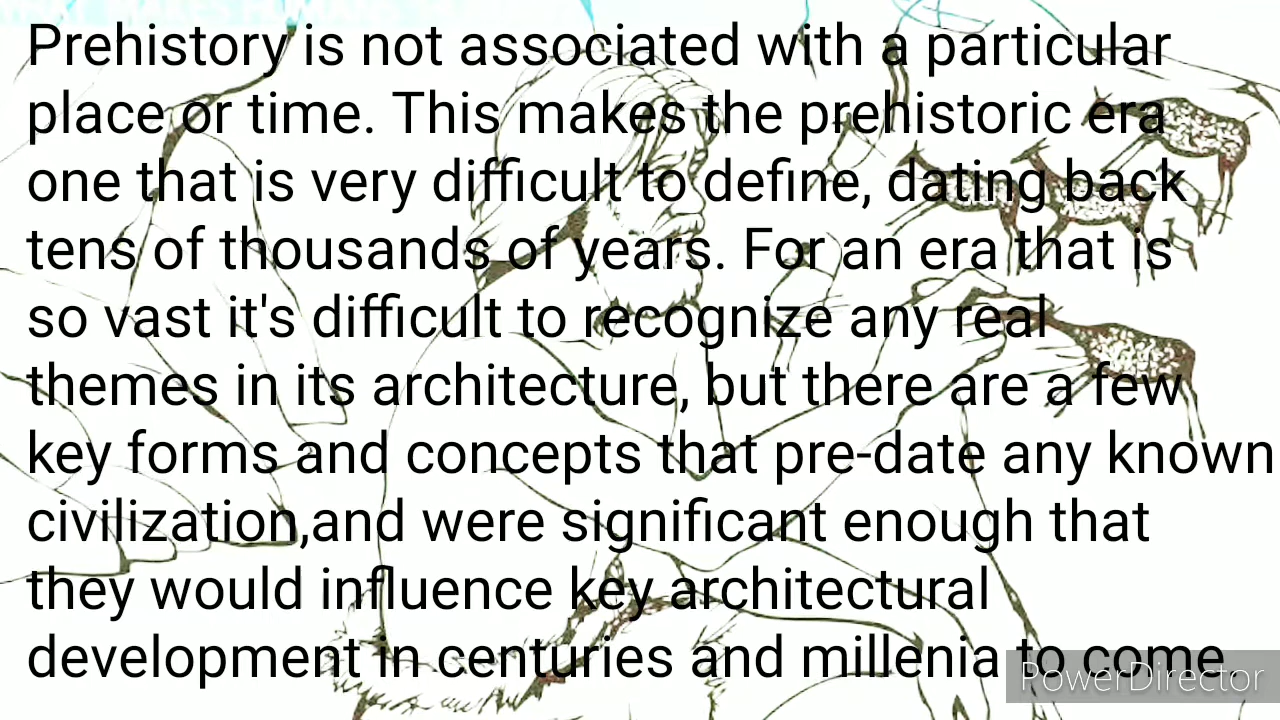 Prehistory is not associated with a particular
place or time. This makes the prehistoric era
one that is very difficult to define, dating back
tens of thousands of years. For an era that is
so vast it's difficult to recognize any real
themes in its architecture, but there are a few
key forms and concepts that pre-date any known
civilization,and were significant enough that
they would influence key architectural
development in centuries and millenia to come
PowerDirector